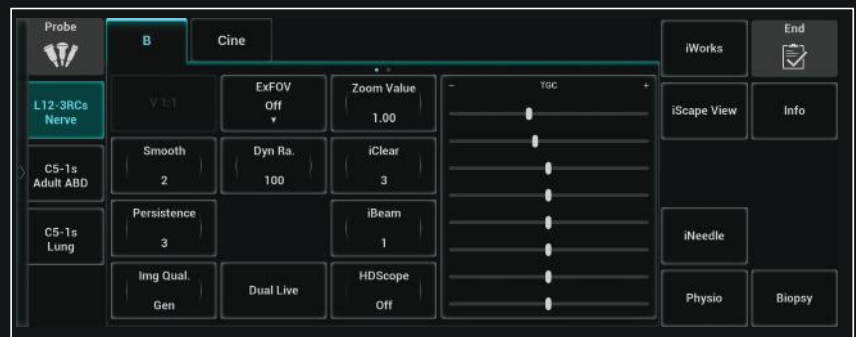 Probe
B
Cine
iWorks
End
L12-3RCs
Nerve
C5-1s
Adult ABD
C5-1s
Lung
V 1:1
ExFOV
Off
Zoom Value
1.00
Smooth
2
Dyn Ra.
100
iClear
3
Persistence
3
iBeam
1
Img Qual.
Gen
Dual Live
HDScope
Off
- TGC +
iScape View
Info
iNeedle
Physio
Biopsy